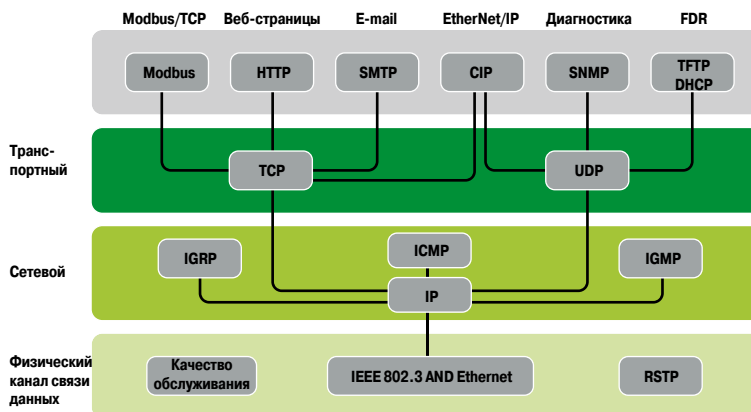 Modbus/TCP Веб-страницы E-mail EtherNet/IP Диагностика FDR
Modbus HTTP SMTP CIP SNMP TFTP
DHCP
Транс-
портный
TCP UDP
Сетевой
IGRP ICMP IGMP
IP
Физический
канал связи
данных
Качество
обслуживания
IEEE 802.3 AND Ethernet
RSTP